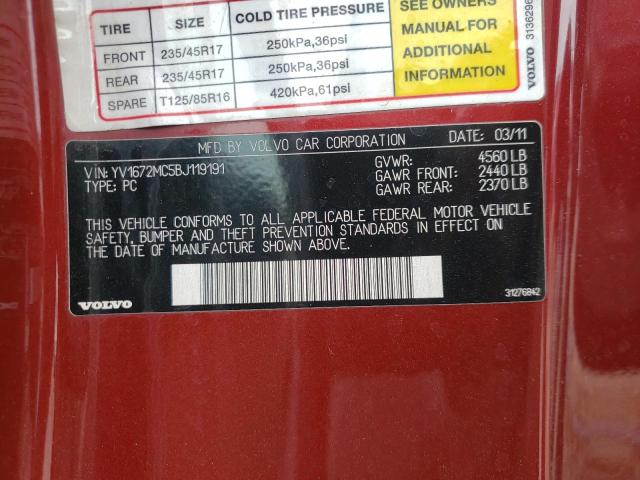 TIRE SIZE COLD TIRE PRESSURE
FRONT 235/45R17 250kPa,36psi
REAR 235/45R17 250kPa,36psi
SPARE T125/85R16 420kPa,61psi
SEE OWNERS
MANUAL FOR
ADDITIONAL
INFORMATION
VOLVO
MFD BY VOLVO CAR CORPORATION DATE: 03/11
VIN: YV1672MC5BJ119191
TYPE: PC
GVWR: 4560 LB
GAWR FRONT: 2440 LB
GAWR REAR: 2370 LB
THIS VEHICLE CONFORMS TO ALL APPLICABLE FEDERAL MOTOR VEHICLE
SAFETY, BUMPER AND THEFT PREVENTION STANDARDS IN EFFECT ON
THE DATE OF MANUFACTURE SHOWN ABOVE.
VOLVO
31276842